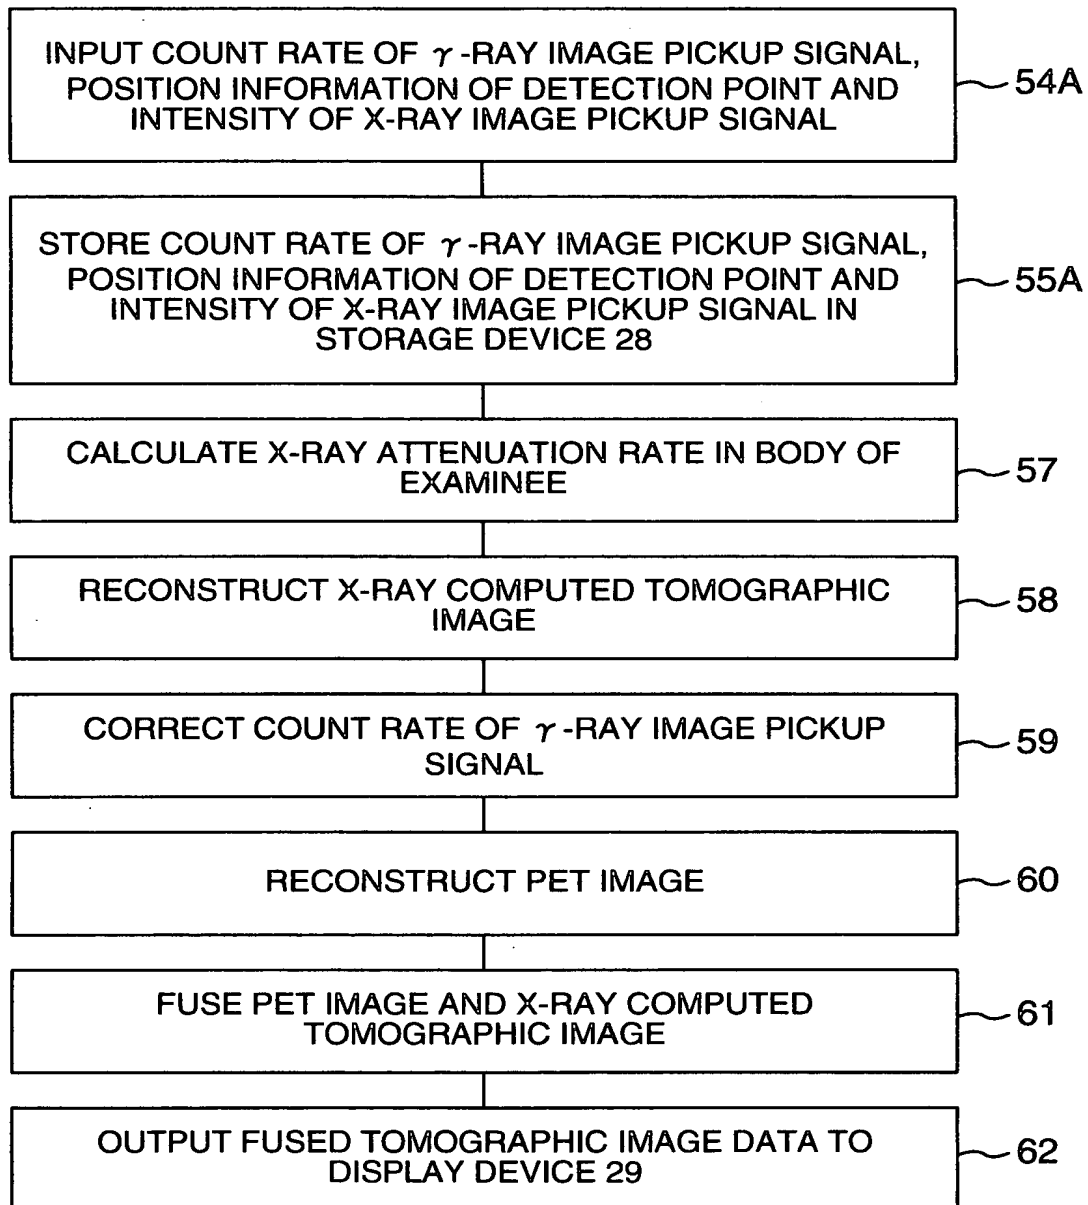 INPUT COUNT RATE OF γ-RAY IMAGE PICKUP SIGNAL,
POSITION INFORMATION OF DETECTION POINT AND
INTENSITY OF X-RAY IMAGE PICKUP SIGNAL
54A
STORE COUNT RATE OF γ-RAY IMAGE PICKUP SIGNAL,
POSITION INFORMATION OF DETECTION POINT AND
INTENSITY OF X-RAY IMAGE PICKUP SIGNAL IN
STORAGE DEVICE 28
55A
CALCULATE X-RAY ATTENUATION RATE IN BODY OF
EXAMINEE
57
RECONSTRUCT X-RAY COMPUTED TOMOGRAPHIC
IMAGE
58
CORRECT COUNT RATE OF γ-RAY IMAGE PICKUP
SIGNAL
59
RECONSTRUCT PET IMAGE
60
FUSE PET IMAGE AND X-RAY COMPUTED
TOMOGRAPHIC IMAGE
61
OUTPUT FUSED TOMOGRAPHIC IMAGE DATA TO
DISPLAY DEVICE 29
62